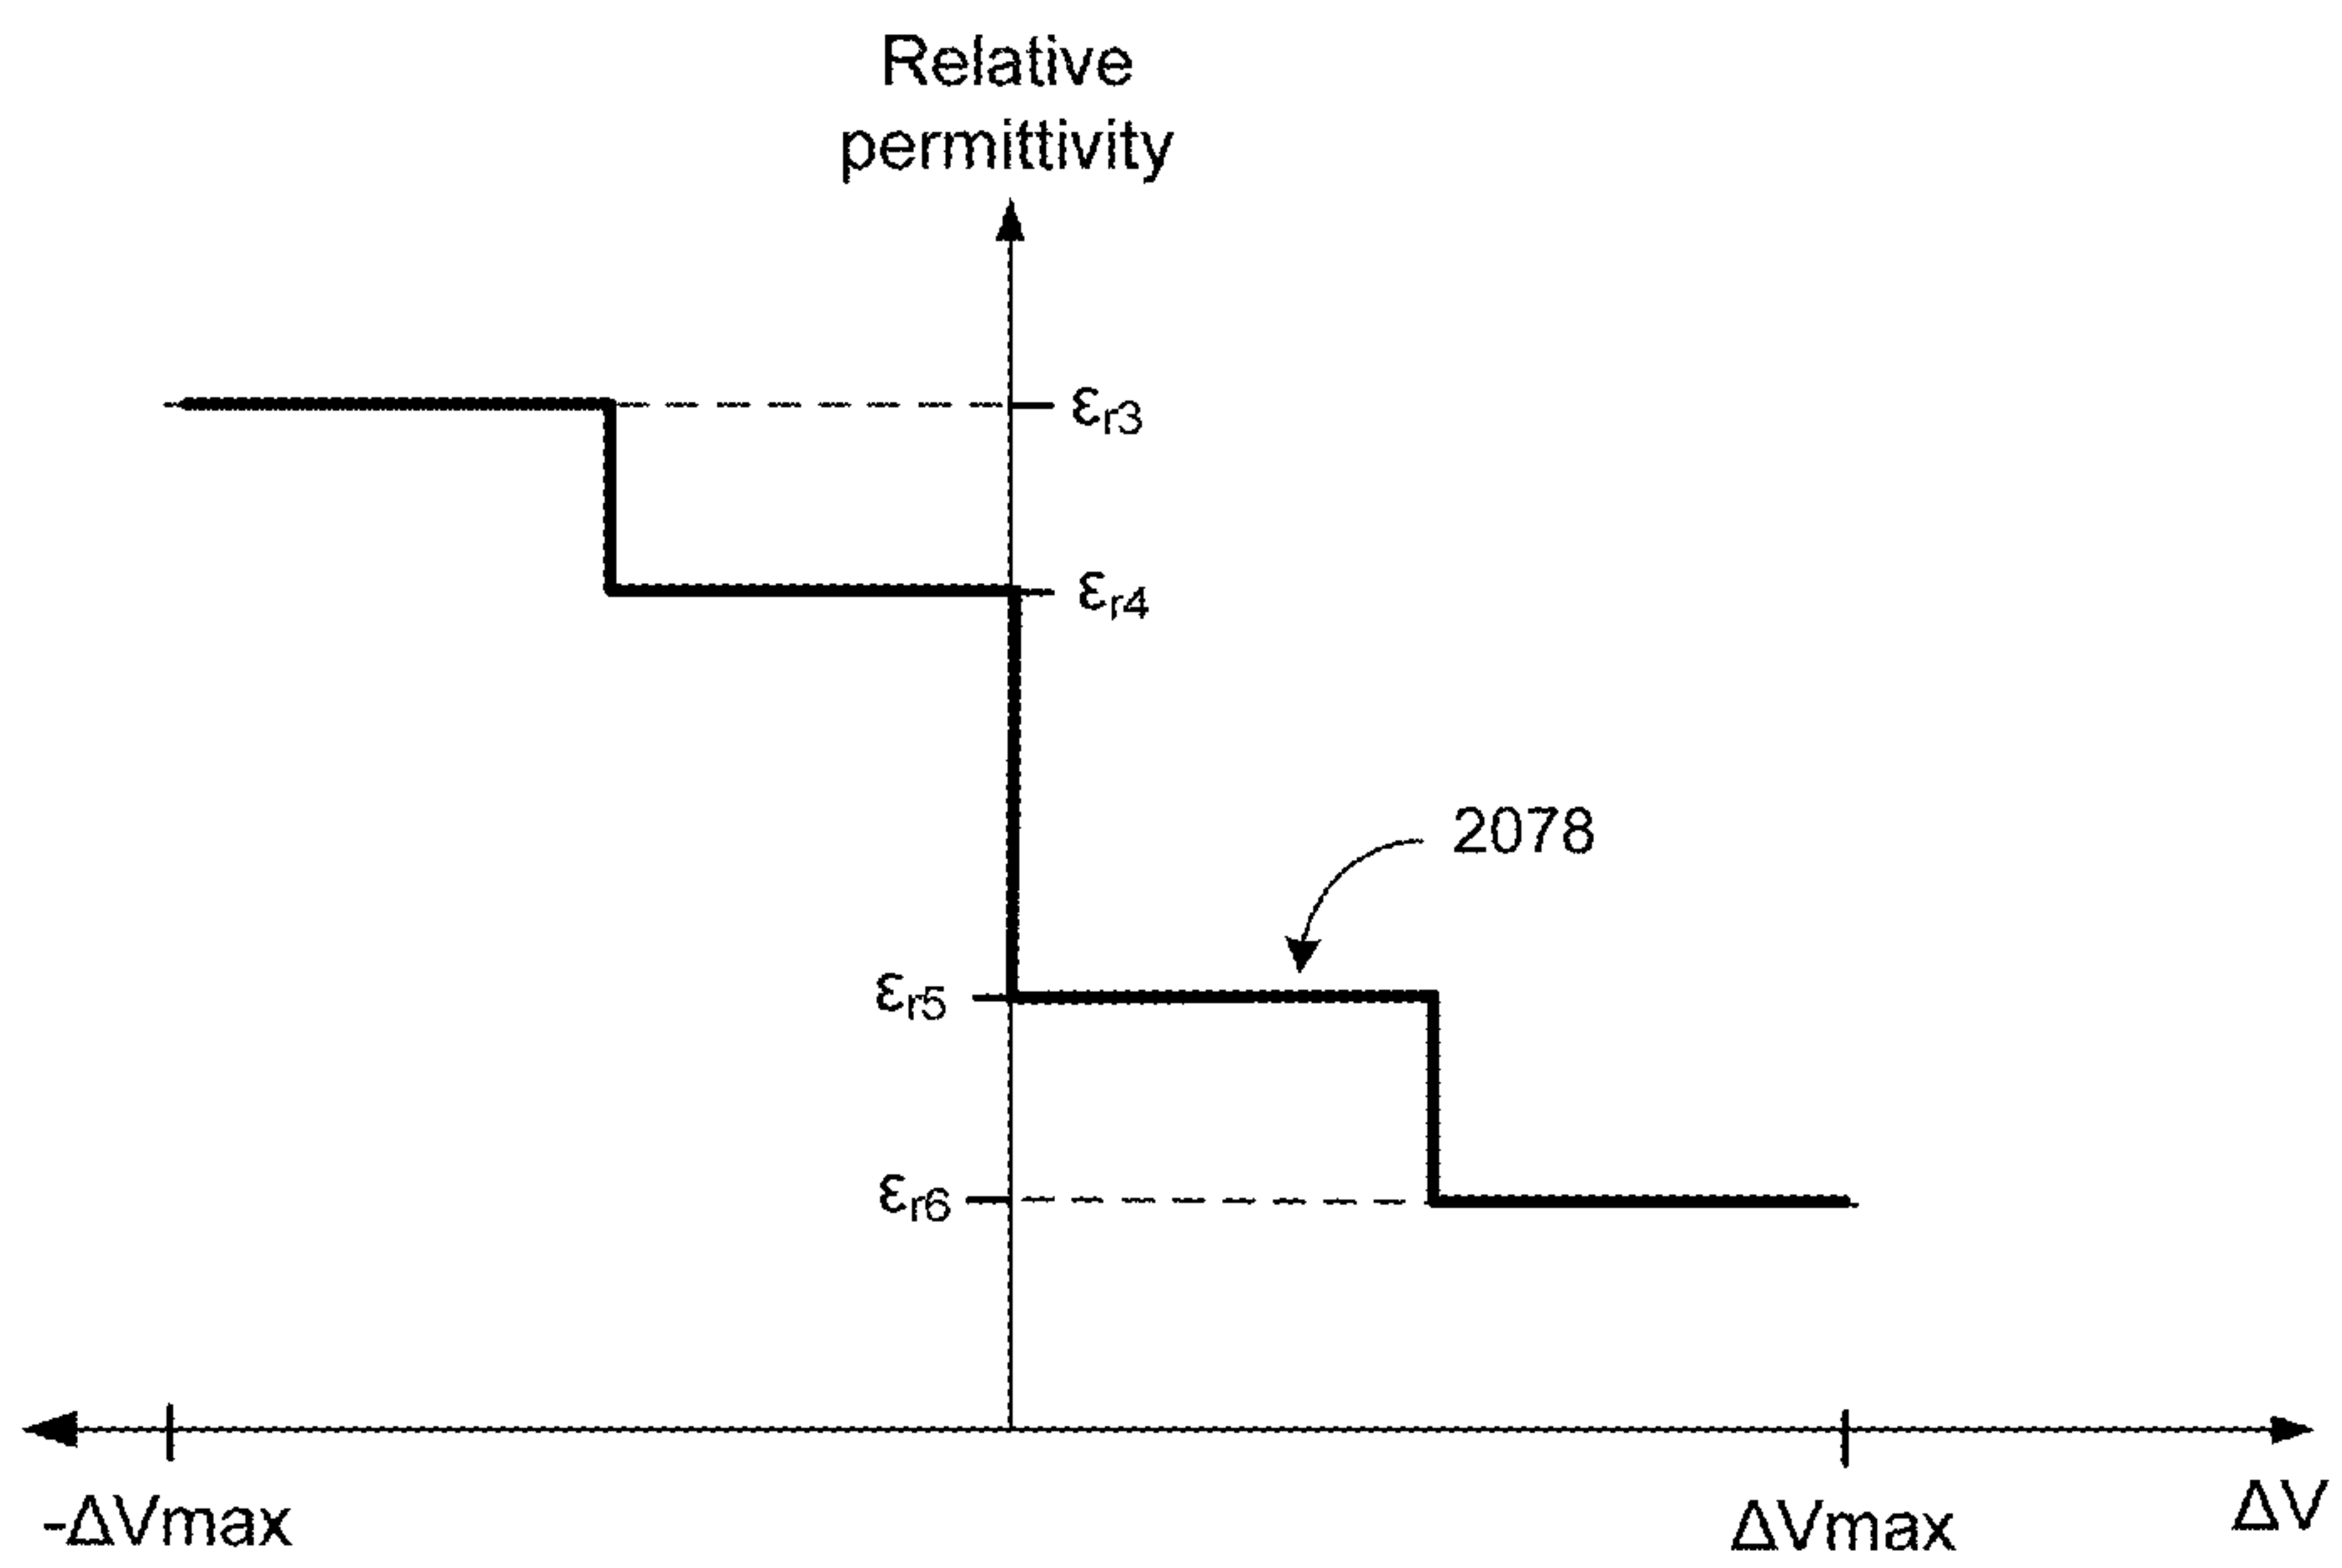 Relative
permittivity
εr3
εr4
2078
εr5
εr6
-ΔVmax
ΔVmax
ΔV